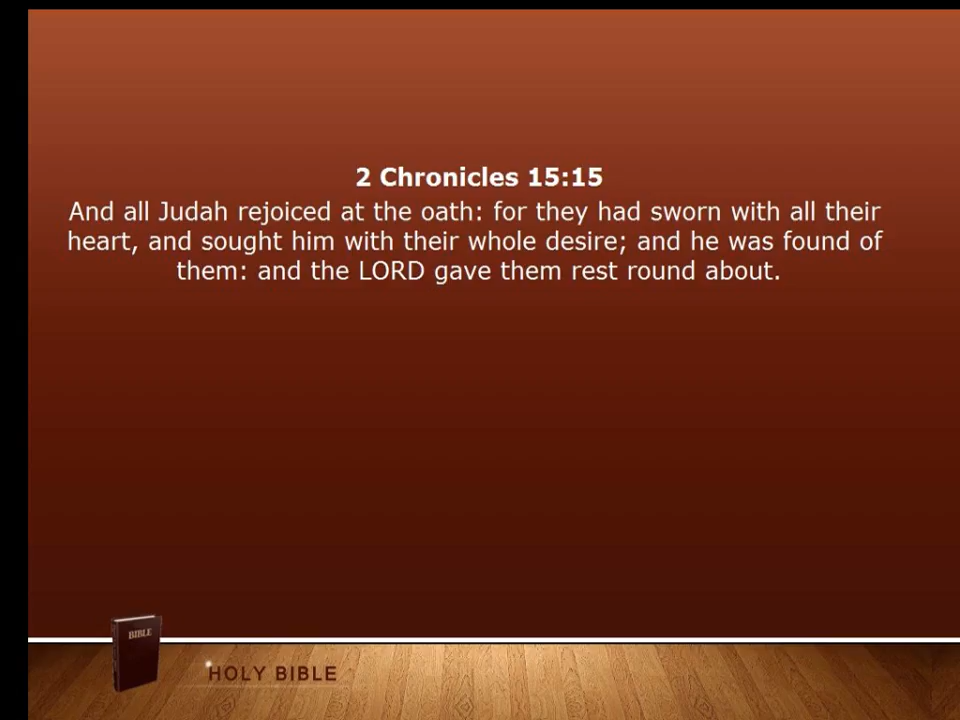 2 Chronicles 15:15
And all Judah rejoiced at the oath: for they had sworn with all their
heart, and sought him with their whole desire; and he was found of
them: and the LORD gave them rest round about.
BIBLE
HOLY BIBLE